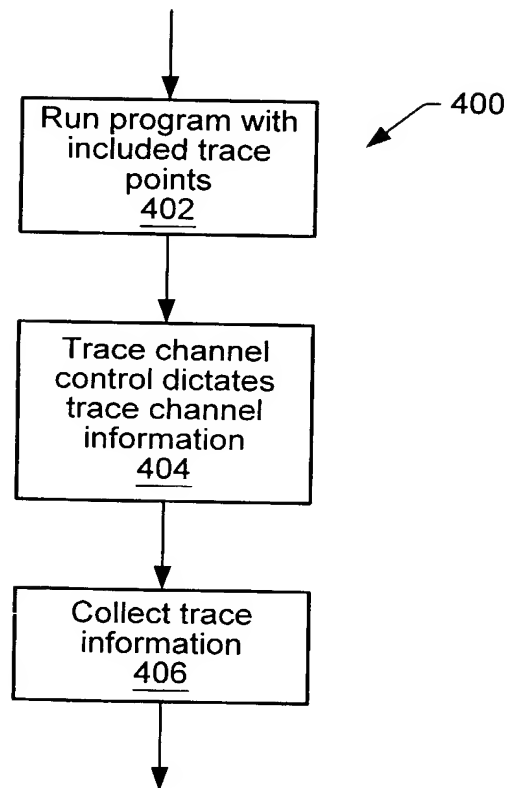 Run program with
included trace
points
402
400
Trace channel
control dictates
trace channel
information
404
Collect trace
information
406